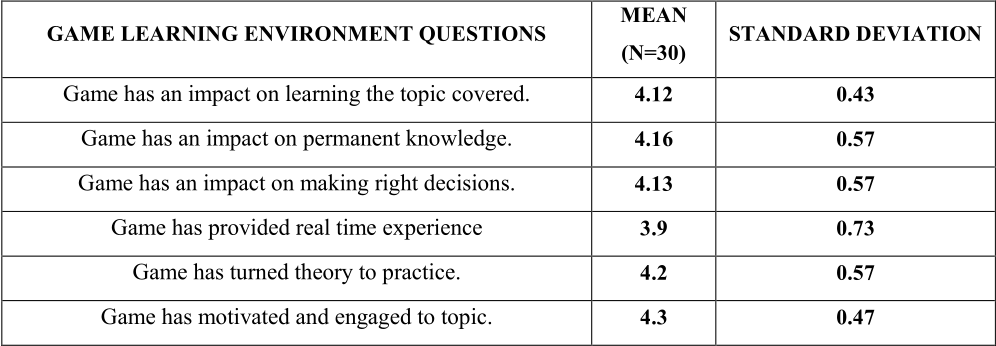 GAME LEARNING ENVIRONMENT QUESTIONS MEAN (N=30) STANDARD DEVIATION
Game has an impact on learning the topic covered. 4.12 0.43
Game has an impact on permanent knowledge. 4.16 0.57
Game has an impact on making right decisions. 4.13 0.57
Game has provided real time experience 3.9 0.73
Game has turned theory to practice. 4.2 0.57
Game has motivated and engaged to topic. 4.3 0.47